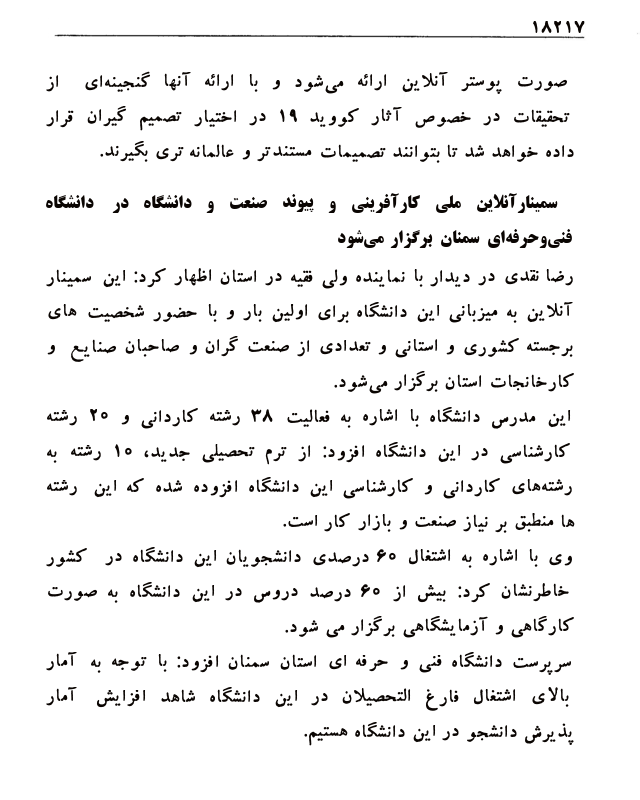 ۱۸۲۱۷
صورت پوستر آنلاین ارائه می‌شود و با ارائه آنها گنجینه‌ای از
تحقیقات در خصوص آثار کووید ۱۹ در اختیار تصمیم گیران قرار
داده خواهد شد تا بتوانند تصمیمات مستندتر و عالمانه تری بگیرند.
سمینارآنلاین ملی کارآفرینی و پیوند صنعت و دانشگاه در دانشگاه
فنی‌وحرفه‌ای سمنان برگزار می‌شود
رضا نقدی در دیدار با نماینده ولی فقیه در استان اظهار کرد: این سمینار
آنلاین به میزبانی این دانشگاه برای اولین بار و با حضور شخصیت های
برجسته کشوری و استانی و تعدادی از صنعت گران و صاحبان صنایع و
کارخانجات استان برگزار می‌شود.
این مدرس دانشگاه با اشاره به فعالیت ۳۸ رشته کاردانی و ۲۰ رشته
کارشناسی در این دانشگاه افزود: از ترم تحصیلی جدید، ۱۰ رشته به
رشته‌های کاردانی و کارشناسی این دانشگاه افزوده شده که این رشته
ها منطبق بر نیاز صنعت و بازار کار است.
وی با اشاره به اشتغال ۶۰ درصدی دانشجویان این دانشگاه در کشور
خاطرنشان کرد: بیش از ۶۰ درصد دروس در این دانشگاه به صورت
کارگاهی و آزمایشگاهی برگزار می شود.
سرپرست دانشگاه فنی و حرفه ای استان سمنان افزود: با توجه به آمار
بالای اشتغال فارغ التحصیلان در این دانشگاه شاهد افزایش آمار
پذیرش دانشجو در این دانشگاه هستیم.